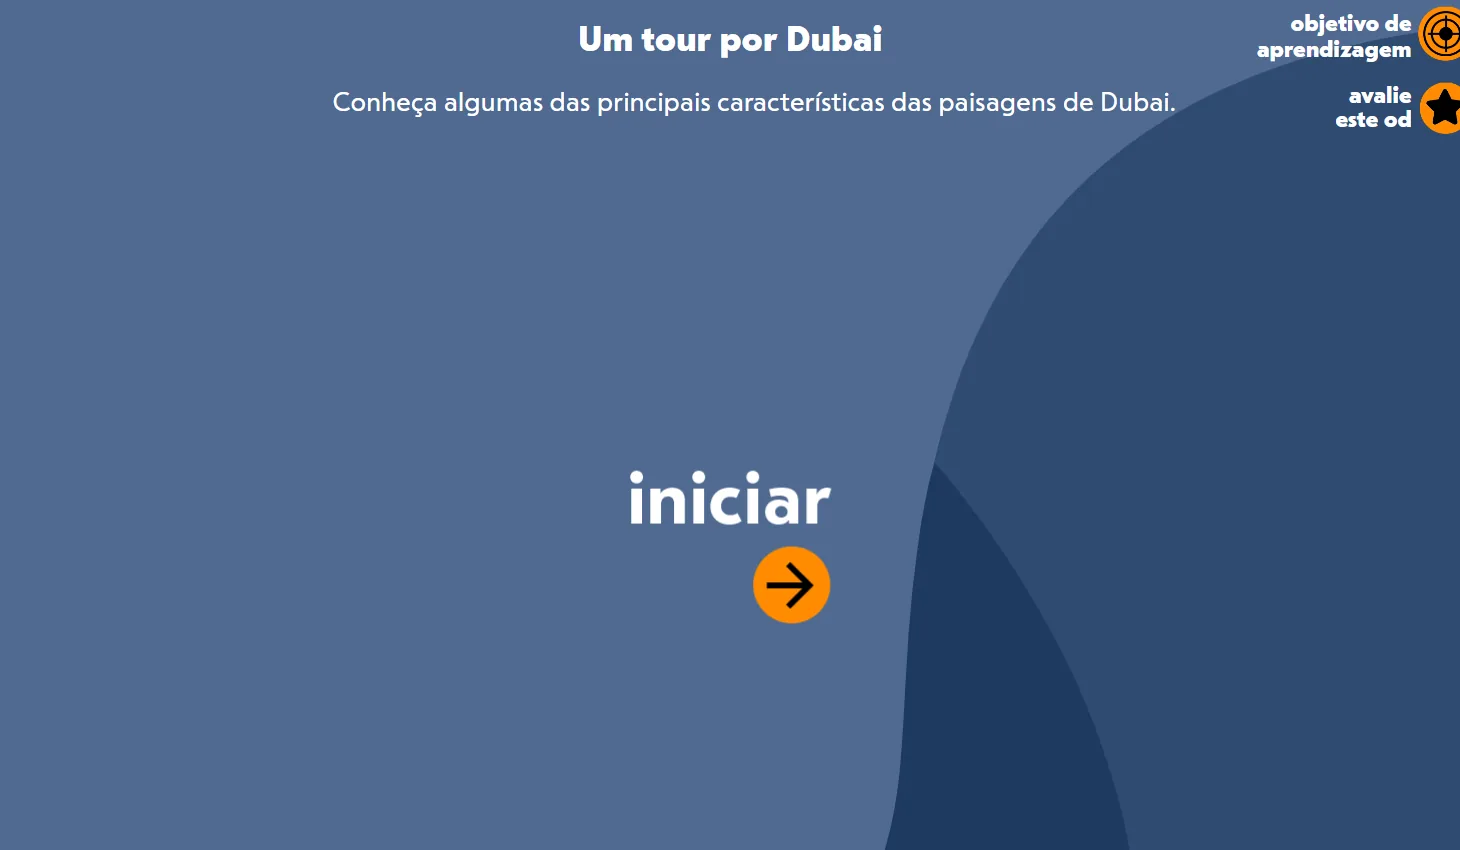 Um tour por Dubai
Conheça algumas das principais características das paisagens de Dubai.
objetivo de
aprendizagem
avalie
este od
iniciar